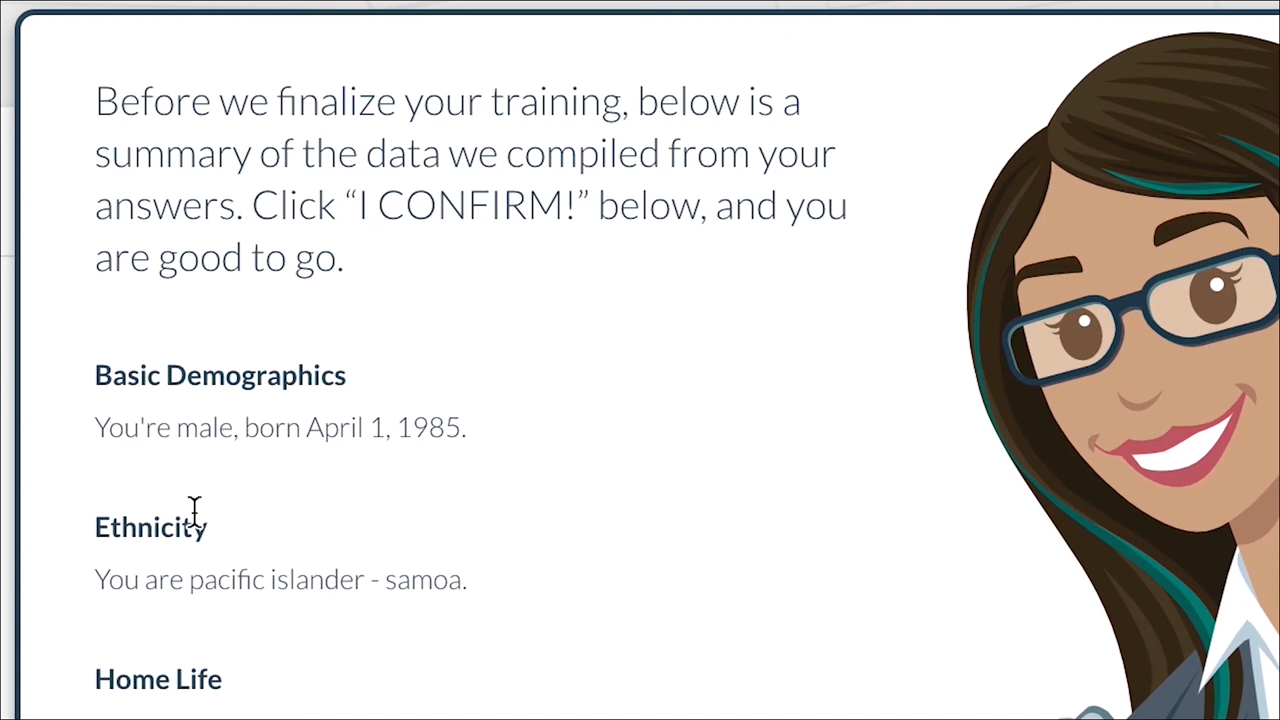 Before we finalize your training, below is a
summary of the data we compiled from your
answers. Click “I CONFIRM!” below, and you
are good to go.
Basic Demographics
You're male, born April 1, 1985.
Ethnicity
You are pacific islander - samoa.
Home Life